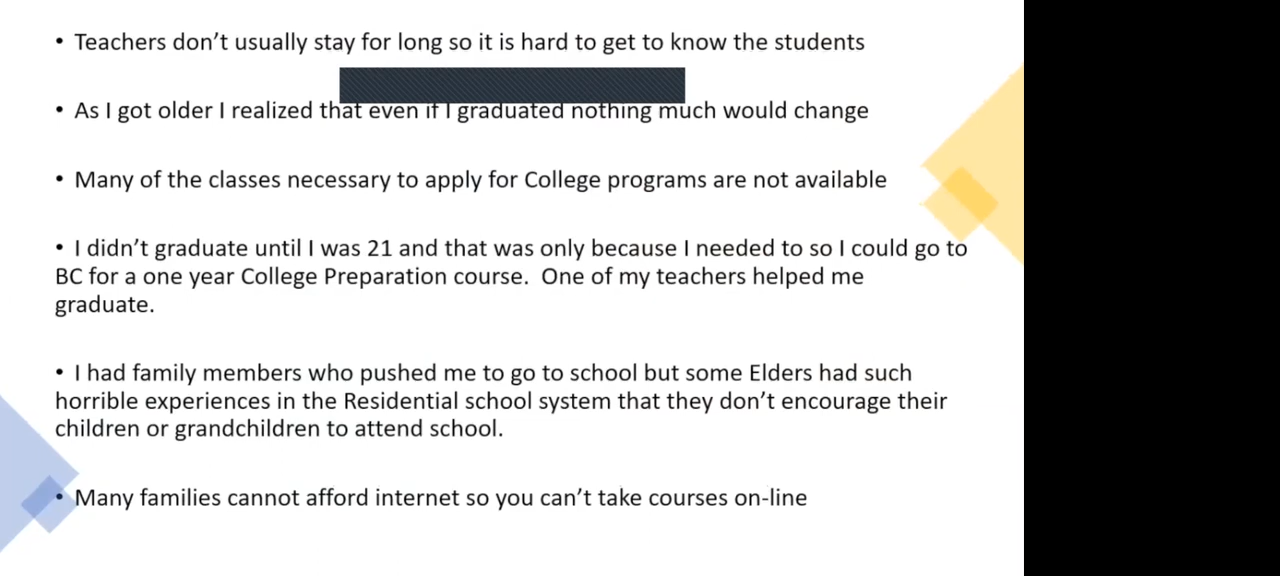 • Teachers don't usually stay for long so it is hard to get to know the students
• As I got older I realized that even if I graduated nothing much would change
• Many of the classes necessary to apply for College programs are not available
• I didn't graduate until I was 21 and that was only because I needed to so I could go to
BC for a one year College Preparation course.  One of my teachers helped me
graduate.
• I had family members who pushed me to go to school but some Elders had such
horrible experiences in the Residential school system that they don't encourage their
children or grandchildren to attend school.
• Many families cannot afford internet so you can't take courses on-line